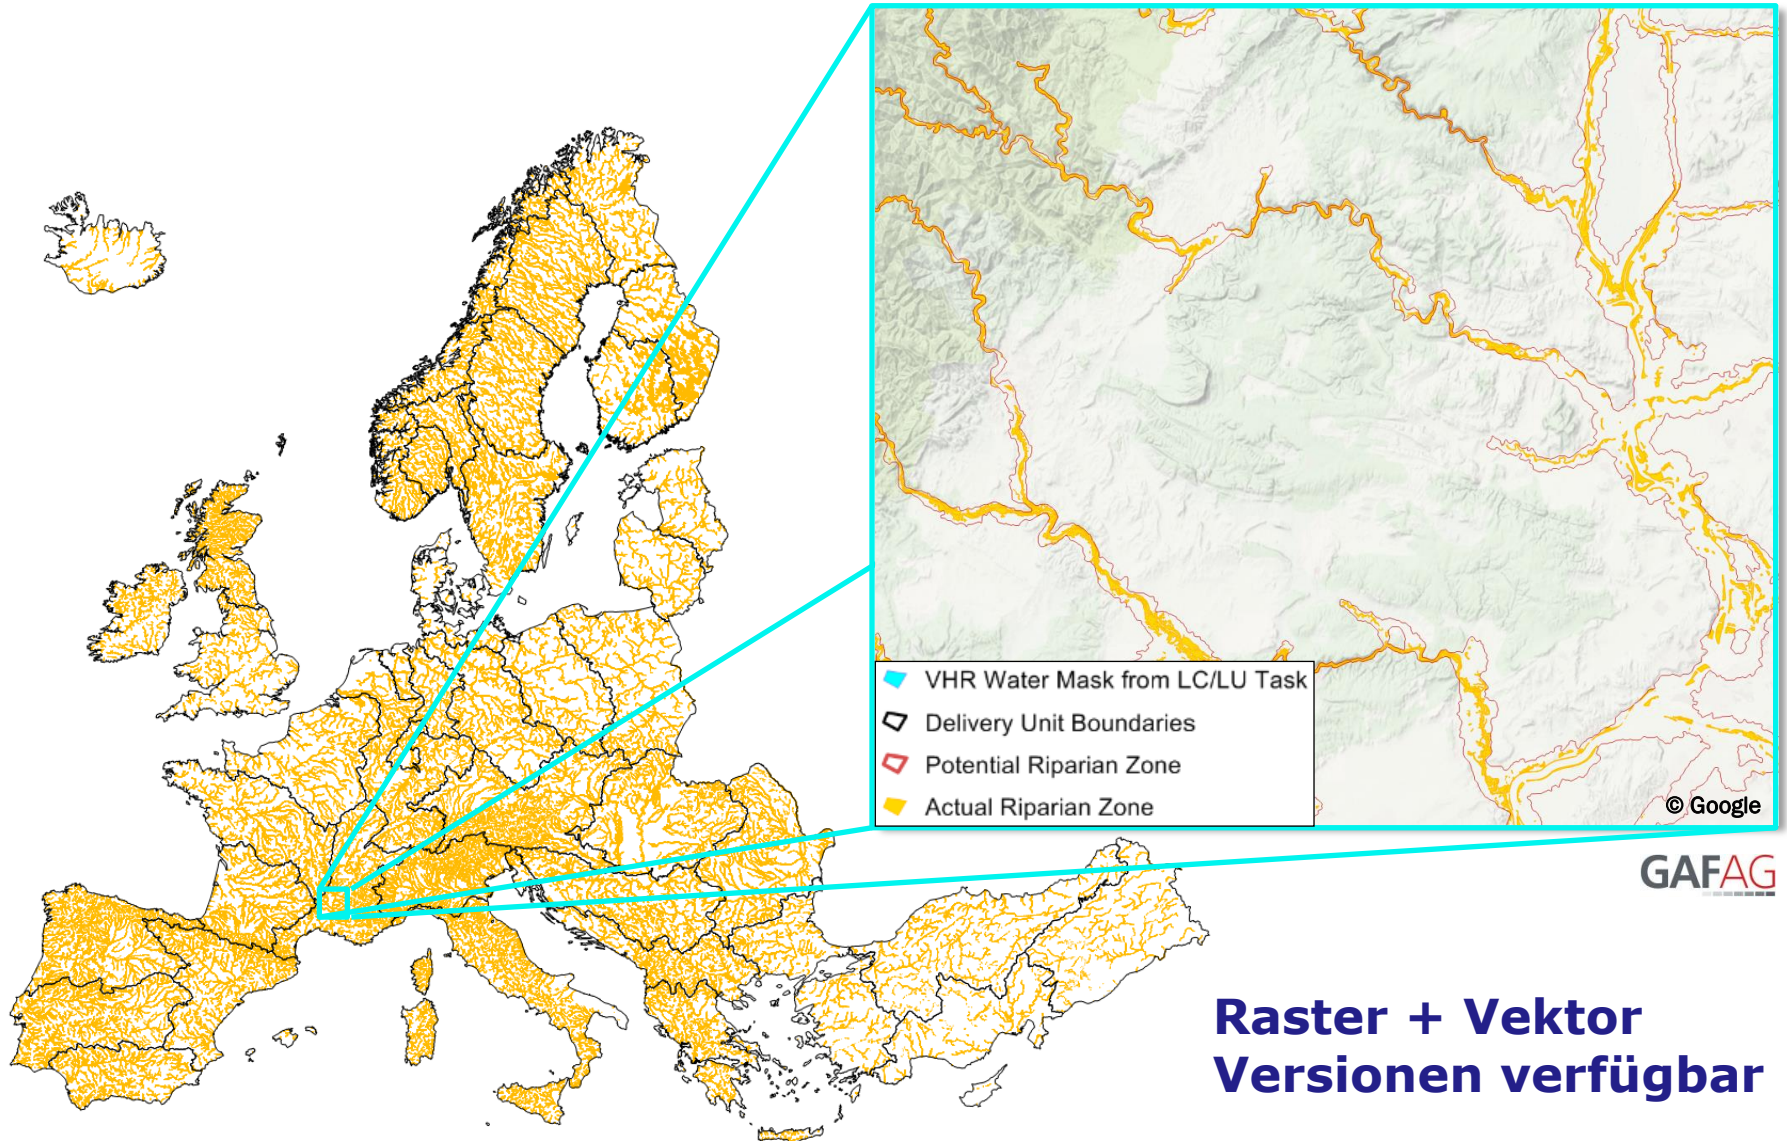 VHR Water Mask from LC/LU Task
Delivery Unit Boundaries
Potential Riparian Zone
Actual Riparian Zone
© Google
GAFAG
Raster + Vektor
Versionen verfügbar